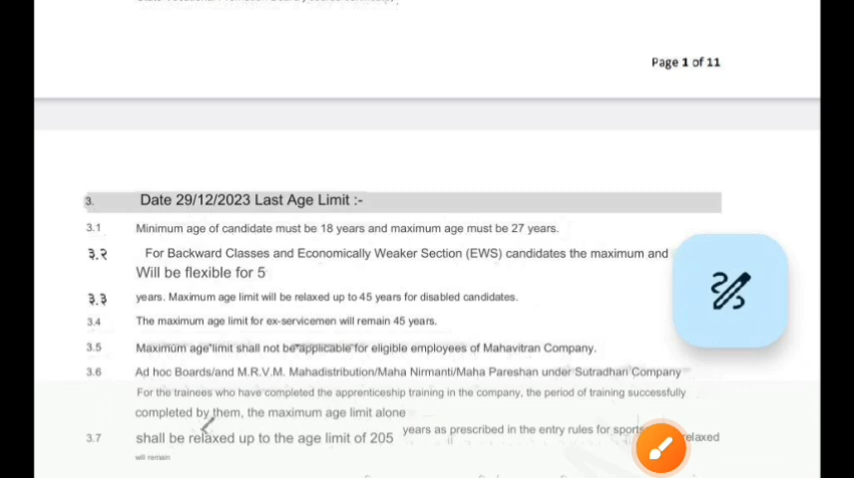 Page 1 of 11
3. Date 29/12/2023 Last Age Limit :-
3.1 Minimum age of candidate must be 18 years and maximum age must be 27 years.
३.२ For Backward Classes and Economically Weaker Section (EWS) candidates the maximum and
Will be flexible for 5
३.३ years. Maximum age limit will be relaxed up to 45 years for disabled candidates.
3.4 The maximum age limit for ex-servicemen will remain 45 years.
3.5 Maximum age limit shall not be applicable for eligible employees of Mahavitran Company.
3.6 Ad hoc Boards/and M.R.V.M. Mahadistribution/Maha Nirmanti/Maha Pareshan under Sutradhari Company
For the trainees who have completed the apprenticeship training in the company, the period of training successfully
completed by them, the maximum age limit alone
3.7 shall be relaxed up to the age limit of 205 years as prescribed in the entry rules for sports elaxed
will remain